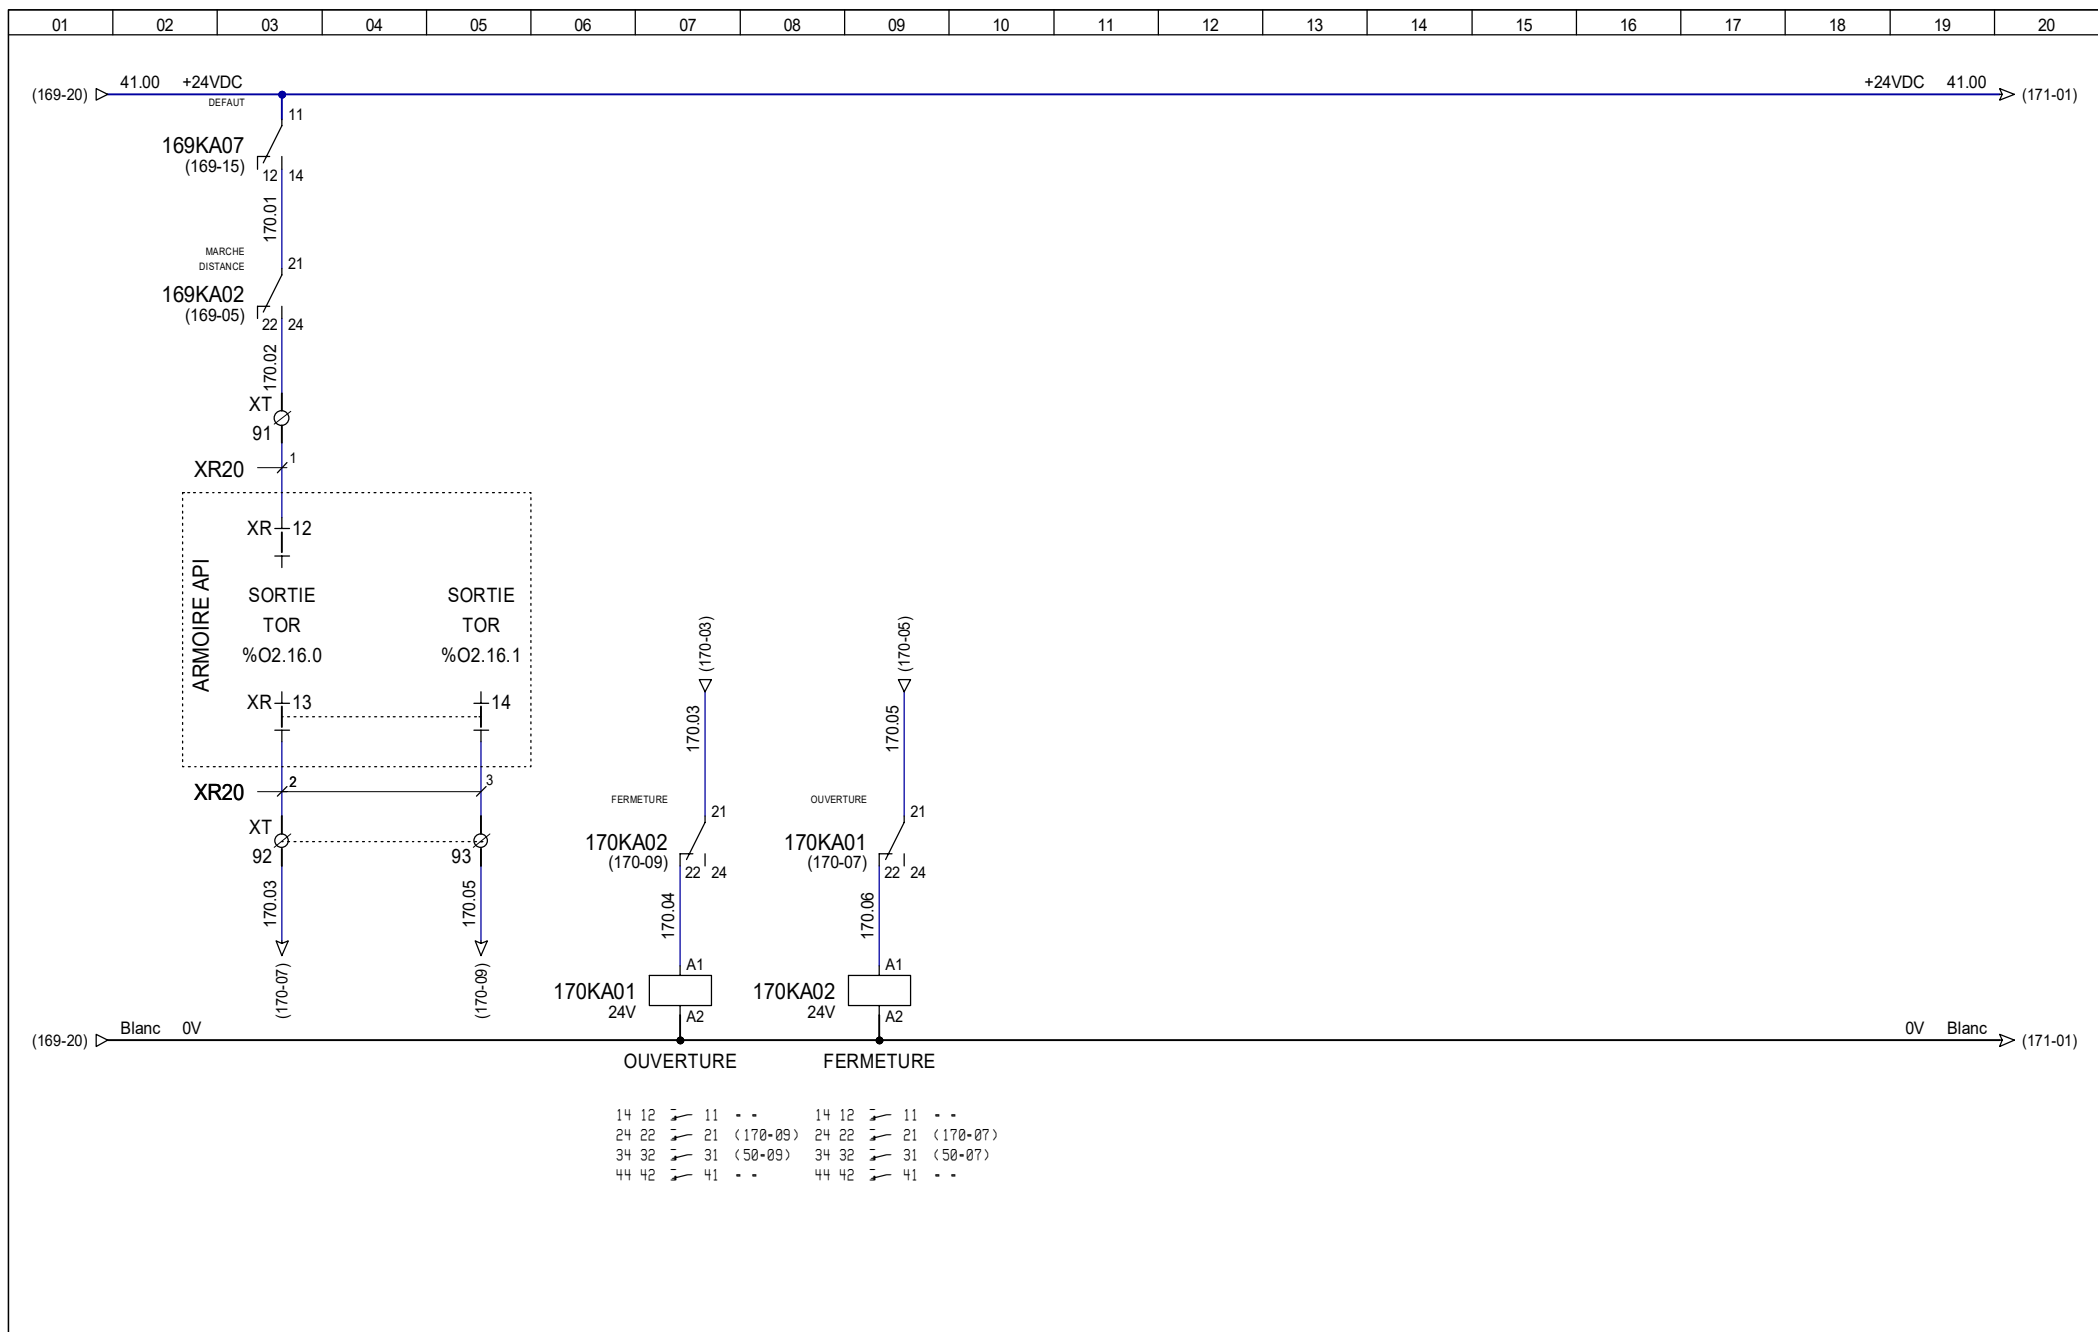 01 02 03 04 05 06 07 08 09 10 11 12 13 14 15 16 17 18 19 20
(169-20) 41.00 +24VDC +24VDC 41.00 (171-01)
DEFAUT
11
169KA07
(169-15)
12 14
170.01
MARCHE
DISTANCE
21
169KA02
(169-05)
22 24
170.02
XT
91
XR20 1
ARMOIRE API
XR 12
SORTIE SORTIE
TOR TOR
%O2.16.0 %O2.16.1
XR 13 14
XR20 2 3
XT
92 93
170.03 170.05
(170-07) (170-09)
(170-03) (170-05)
170.03 170.05
FERMETURE OUVERTURE
21 21
170KA02 170KA01
(170-09) (170-07)
22 24 22 24
170.04 170.06
A1 A1
170KA01 170KA02
24V 24V
A2 A2
(169-20) Blanc 0V 0V Blanc (171-01)
OUVERTURE FERMETURE
14 12 11 - - 14 12 11 - -
24 22 21 (170-09) 24 22 21 (170-07)
34 32 31 (50-09) 34 32 31 (50-07)
44 42 41 - - 44 42 41 - -